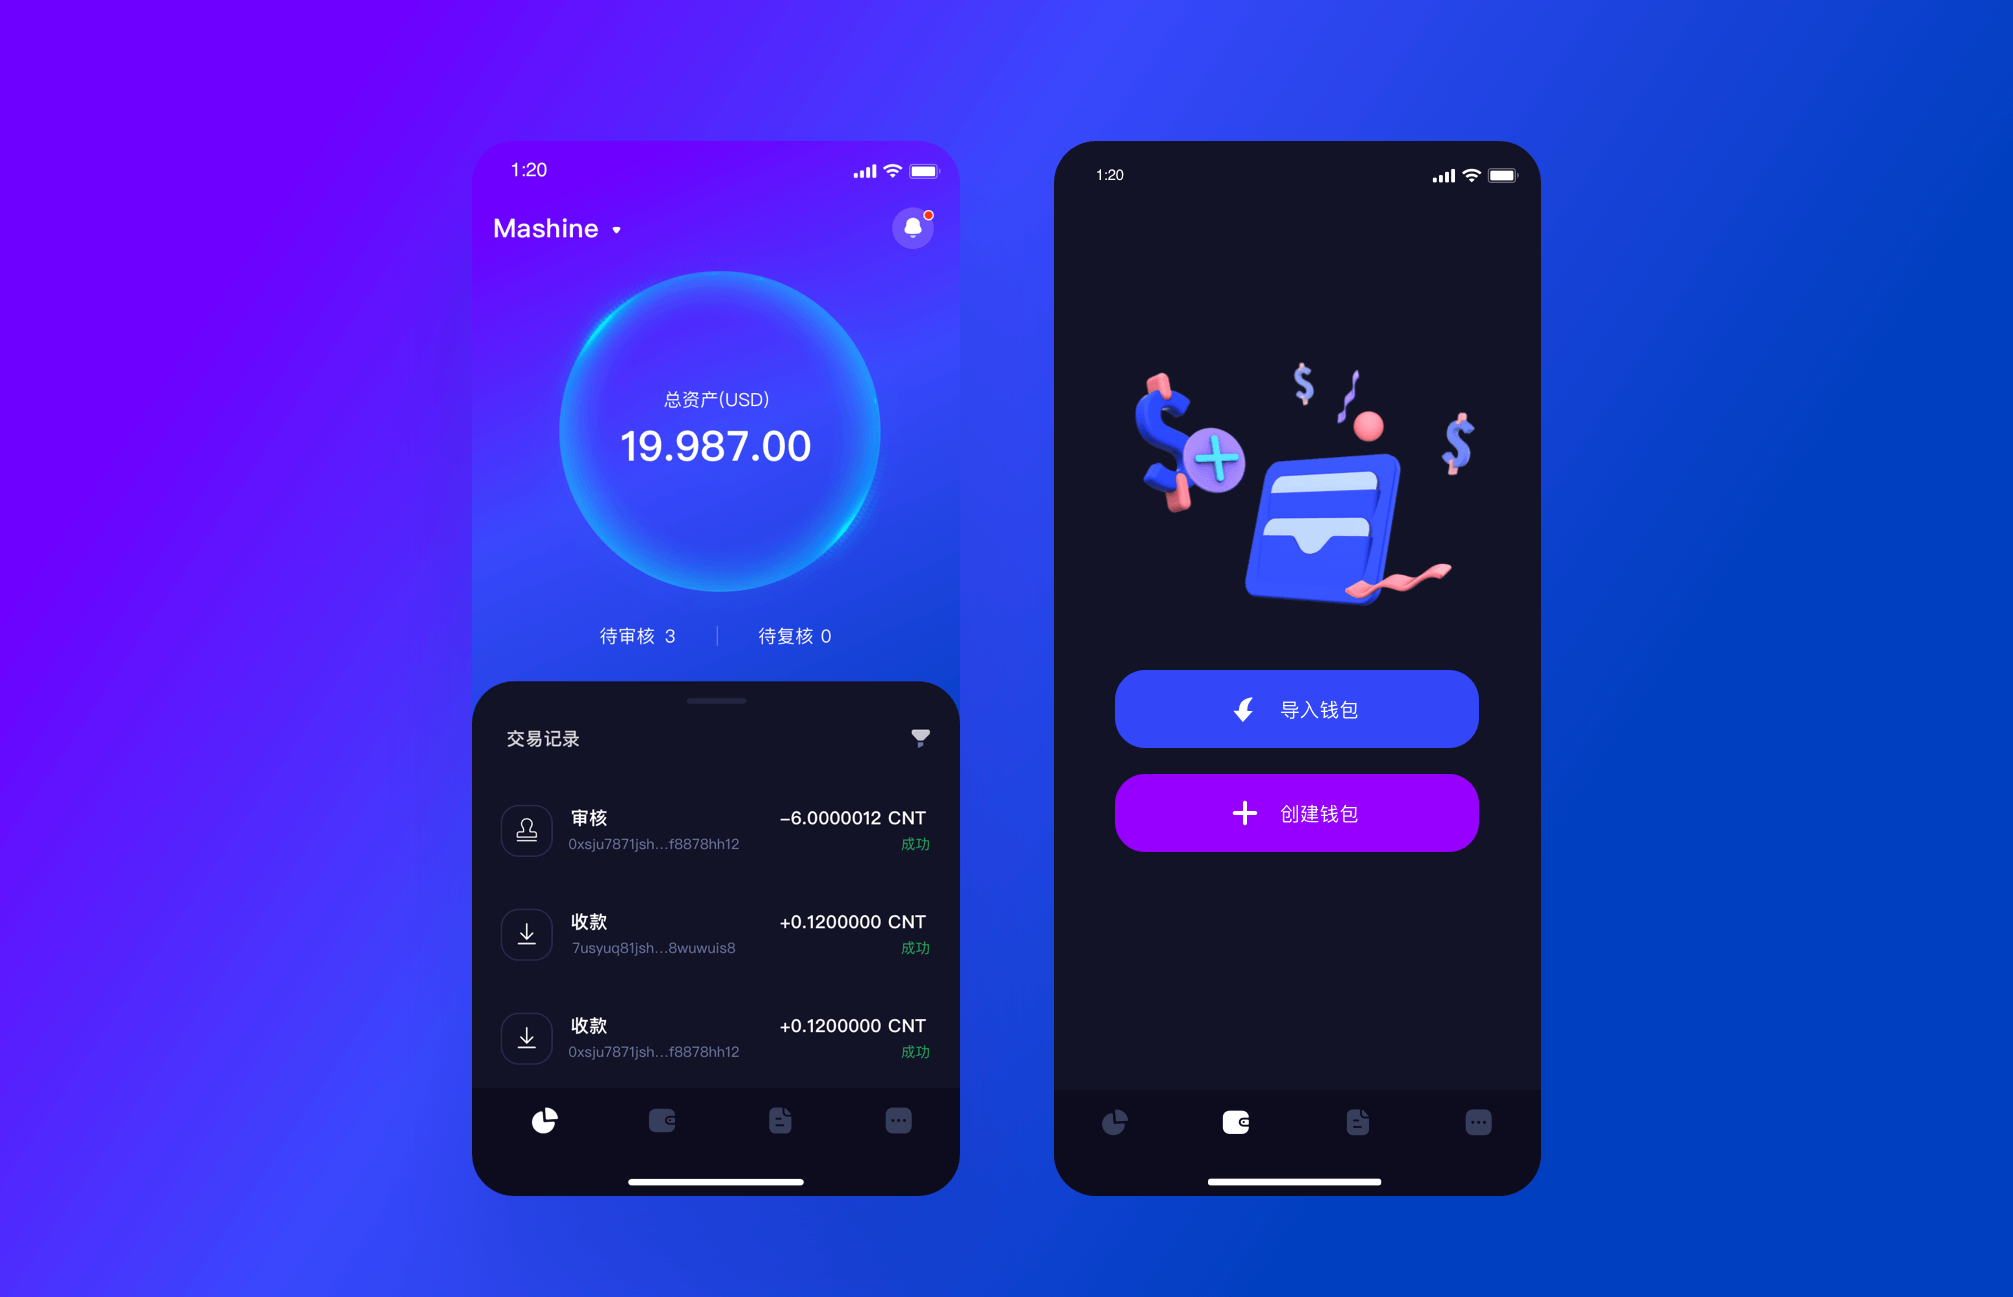 1:20
Mashine
总资产(USD)
19.987.00
待审核 3
待复核 0
交易记录
审核
-6.0000012 CNT
0xsju7871jsh...f8878hh12
成功
收款
+0.1200000 CNT
7usyuq81jsh...8wuwuis8
成功
收款
+0.1200000 CNT
0xsju7871jsh...f8878hh12
成功
1:20
导入钱包
创建钱包